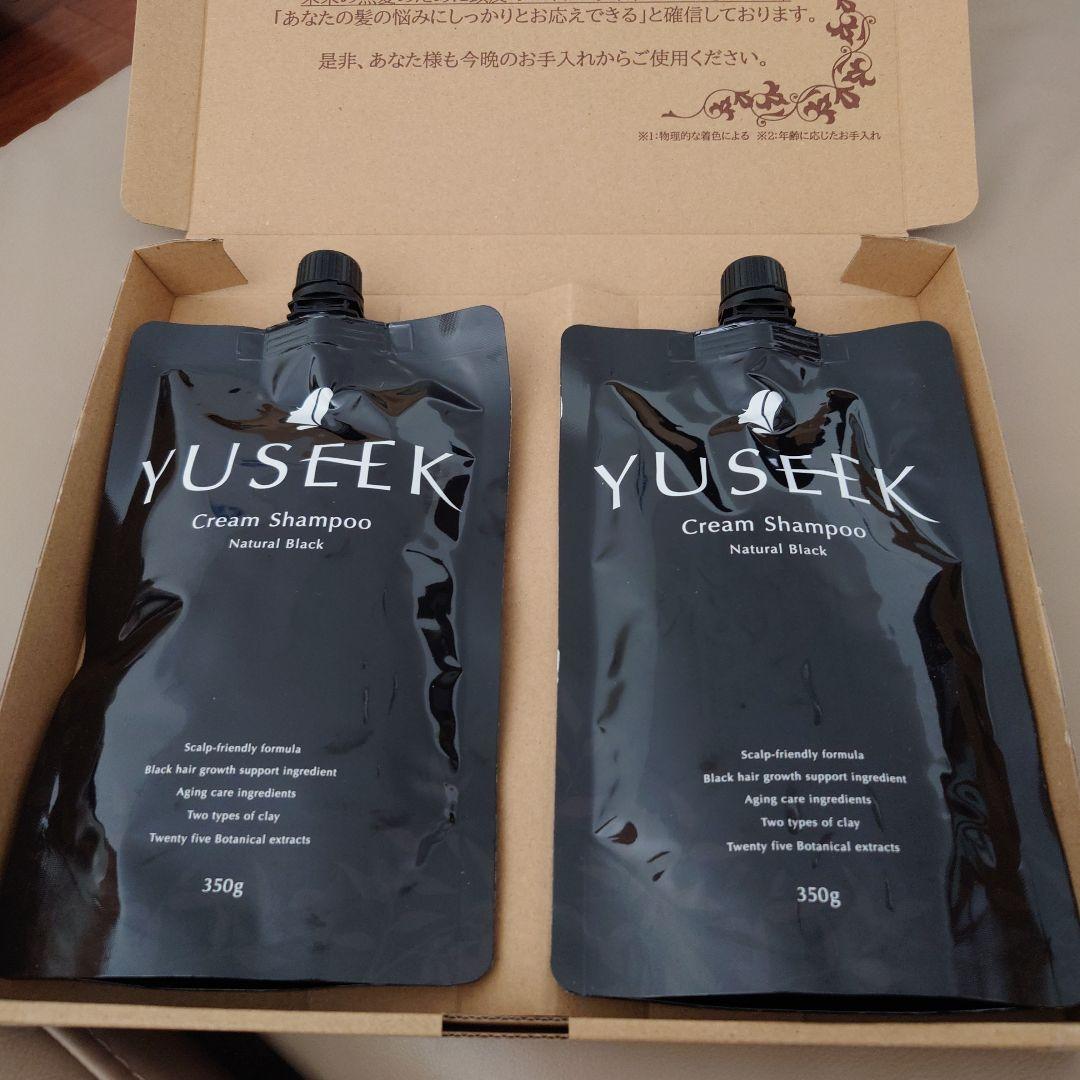 「あなたの髪の悩みにしっかりとお応えできる」と確信しております。
是非、あなた様も今晩のお手入れからご使用ください。
※1：物理的な着色による ※2：年齢に応じたお手入れ
YUSEEK
Cream Shampoo
Natural Black
Scalp-friendly formula
Black hair growth support ingredient
Aging care ingredients
Two types of clay
Twenty five Botanical extracts
350g
YUSEEK
Cream Shampoo
Natural Black
Scalp-friendly formula
Black hair growth support ingredient
Aging care ingredients
Two types of clay
Twenty five Botanical extracts
350g